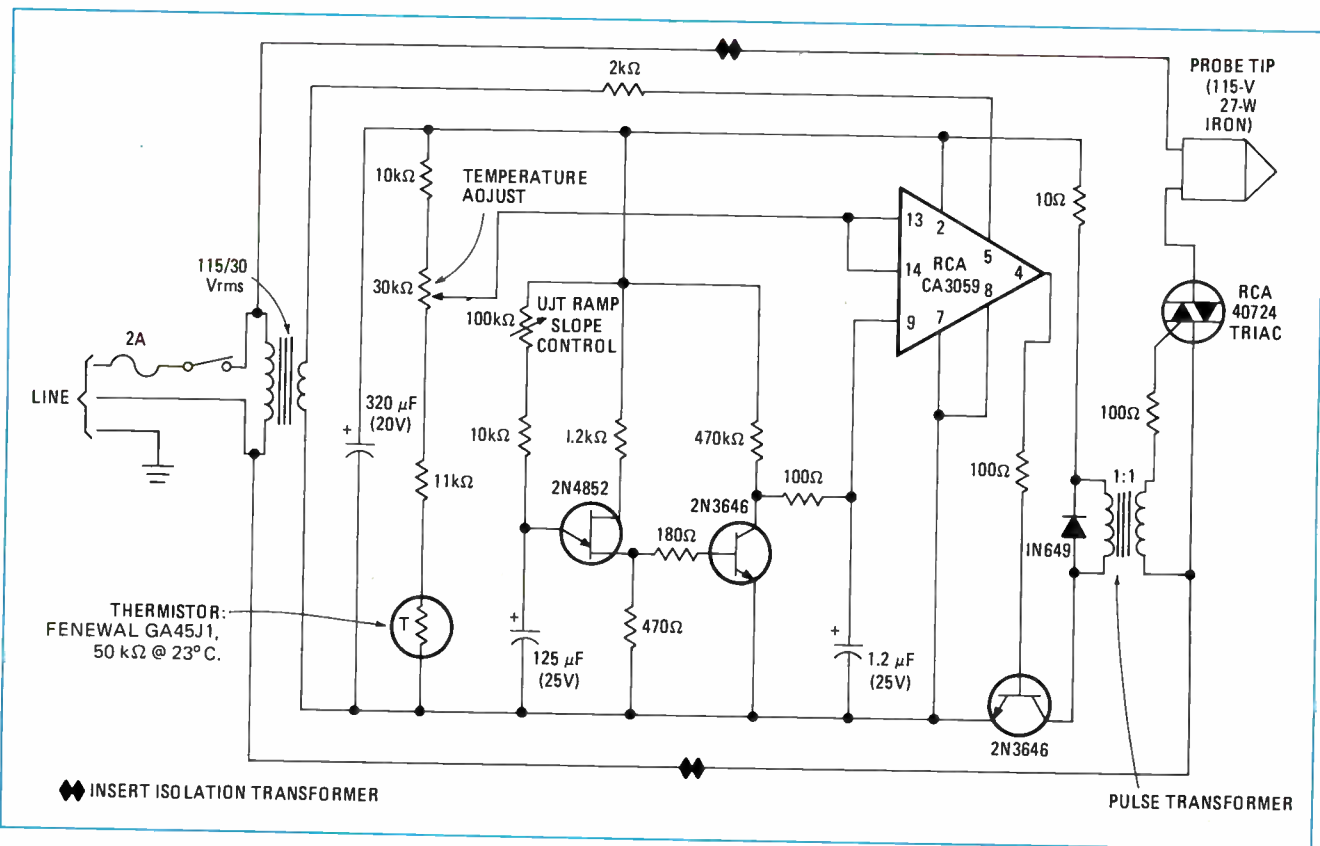 2kΩ
PROBE TIP
(115-V
27-W
IRON)
10kΩ
TEMPERATURE
ADJUST
10Ω
13
2
5
14
RCA
4
CA3059
8
9
7
115/30
Vrms
30kΩ
100kΩ
UJT RAMP
SLOPE
CONTROL
RCA
40724
TRIAC
2A
LINE
+
320 µF
(20V)
10kΩ
1.2kΩ
470kΩ
100Ω
11kΩ
100Ω
100Ω
1:1
2N4852
2N3646
180Ω
IN649
THERMISTOR:
FENEWAL GA45J1,
50 kΩ @ 23°C.
T
+
125 µF
(25V)
470Ω
+
1.2 µF
(25V)
2N3646
INSERT ISOLATION TRANSFORMER
PULSE TRANSFORMER